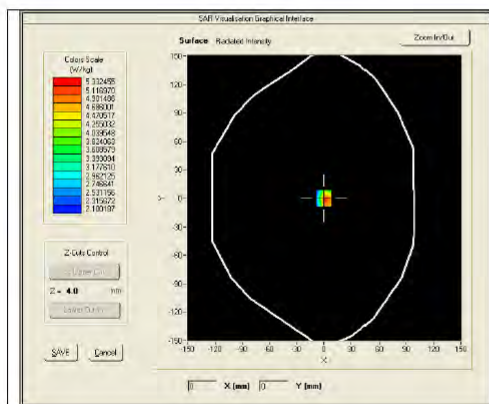 SAR Visualisation Graphical Interface
Surface Radiated Intensity
Zoom In/Out
Colors Scale
(W/kg)
5.332455
5.116970
4.901486
4.686001
4.470517
4.255032
4.039548
3.824063
3.608579
3.393094
3.177610
2.962125
2.746641
2.531156
2.315672
2.100187
150
120
90
60
30
0
-30
-60
-90
-120
-150
Y
-150 -120 -90 -60 -30 0 30 60 90 120 150
X
Z-Cuts Control
Z = 4.0 mm
SAVE
Cancel
0 X (mm) 0 Y (mm)